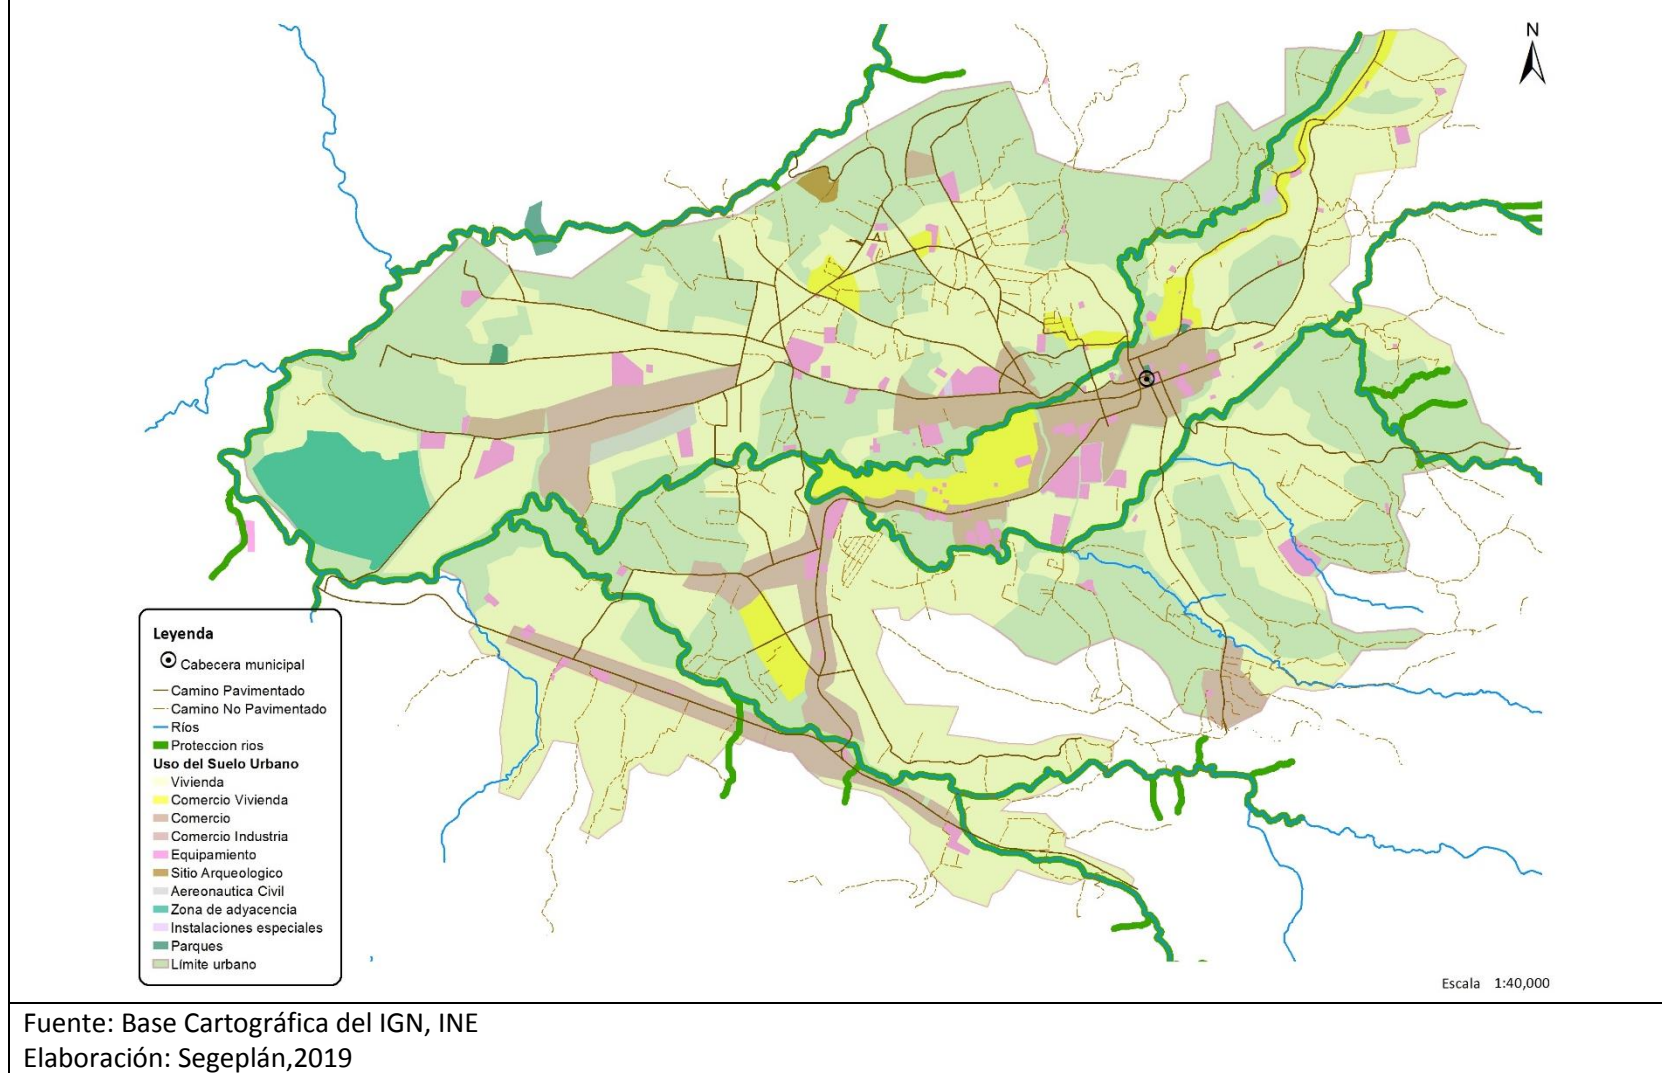 N
Leyenda
Cabecera municipal
Camino Pavimentado
Camino No Pavimentado
Ríos
Proteccion rios
Uso del Suelo Urbano
Vivienda
Comercio Vivienda
Comercio
Comercio Industria
Equipamiento
Sitio Arqueologico
Aereonautica Civil
Zona de adyacencia
Instalaciones especiales
Parques
Límite urbano
Escala 1:40,000
Fuente: Base Cartográfica del IGN, INE
Elaboración: Segeplán,2019